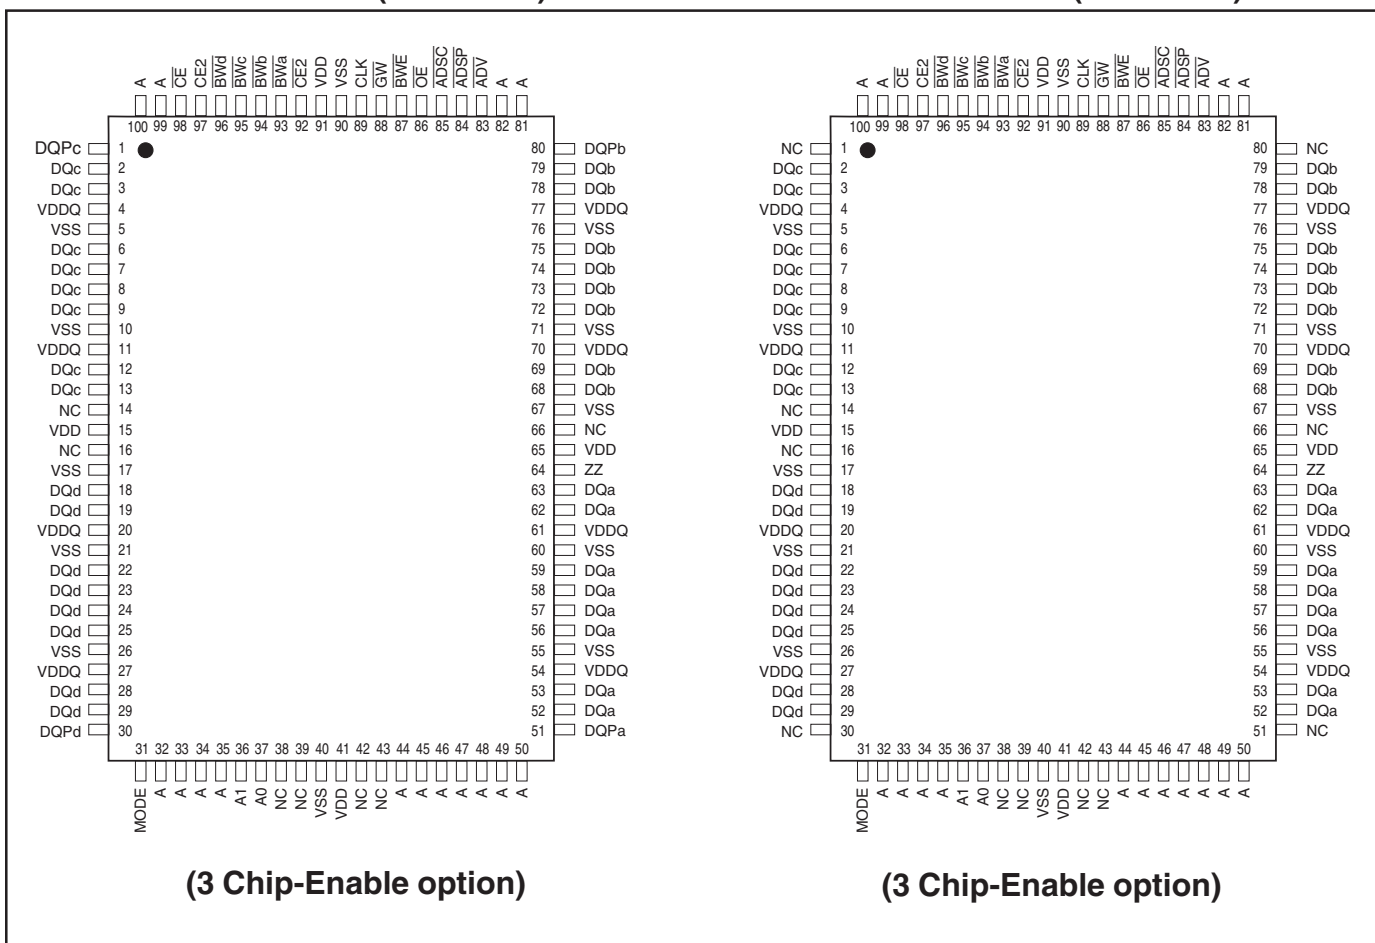 A A CE CE2 BWd BWc BWb BWa CE2 VDD VSS CLK GW BWE OE ADSC ADSP ADV A A
100 99 98 97 96 95 94 93 92 91 90 89 88 87 86 85 84 83 82 81
DQPc 1 80 DQPb
DQc 2 79 DQb
DQc 3 78 DQb
VDDQ 4 77 VDDQ
VSS 5 76 VSS
DQc 6 75 DQb
DQc 7 74 DQb
DQc 8 73 DQb
DQc 9 72 DQb
VSS 10 71 VSS
VDDQ 11 70 VDDQ
DQc 12 69 DQb
DQc 13 68 DQb
NC 14 67 VSS
VDD 15 66 NC
NC 16 65 VDD
VSS 17 64 ZZ
DQd 18 63 DQa
DQd 19 62 DQa
VDDQ 20 61 VDDQ
VSS 21 60 VSS
DQd 22 59 DQa
DQd 23 58 DQa
DQd 24 57 DQa
DQd 25 56 DQa
VSS 26 55 VSS
VDDQ 27 54 VDDQ
DQd 28 53 DQa
DQd 29 52 DQa
DQPd 30 51 DQPa
31 32 33 34 35 36 37 38 39 40 41 42 43 44 45 46 47 48 49 50
MODE A A A A A1 A0 NC NC VSS VDD NC NC A A A A A A A
(3 Chip-Enable option)
A A CE CE2 BWd BWc BWb BWa CE2 VDD VSS CLK GW BWE OE ADSC ADSP ADV A A
100 99 98 97 96 95 94 93 92 91 90 89 88 87 86 85 84 83 82 81
NC 1 80 NC
DQc 2 79 DQb
DQc 3 78 DQb
VDDQ 4 77 VDDQ
VSS 5 76 VSS
DQc 6 75 DQb
DQc 7 74 DQb
DQc 8 73 DQb
DQc 9 72 DQb
VSS 10 71 VSS
VDDQ 11 70 VDDQ
DQc 12 69 DQb
DQc 13 68 DQb
NC 14 67 VSS
VDD 15 66 NC
NC 16 65 VDD
VSS 17 64 ZZ
DQd 18 63 DQa
DQd 19 62 DQa
VDDQ 20 61 VDDQ
VSS 21 60 VSS
DQd 22 59 DQa
DQd 23 58 DQa
DQd 24 57 DQa
DQd 25 56 DQa
VSS 26 55 VSS
VDDQ 27 54 VDDQ
DQd 28 53 DQa
DQd 29 52 DQa
NC 30 51 NC
31 32 33 34 35 36 37 38 39 40 41 42 43 44 45 46 47 48 49 50
MODE A A A A A1 A0 NC NC VSS VDD NC NC A A A A A A A
(3 Chip-Enable option)